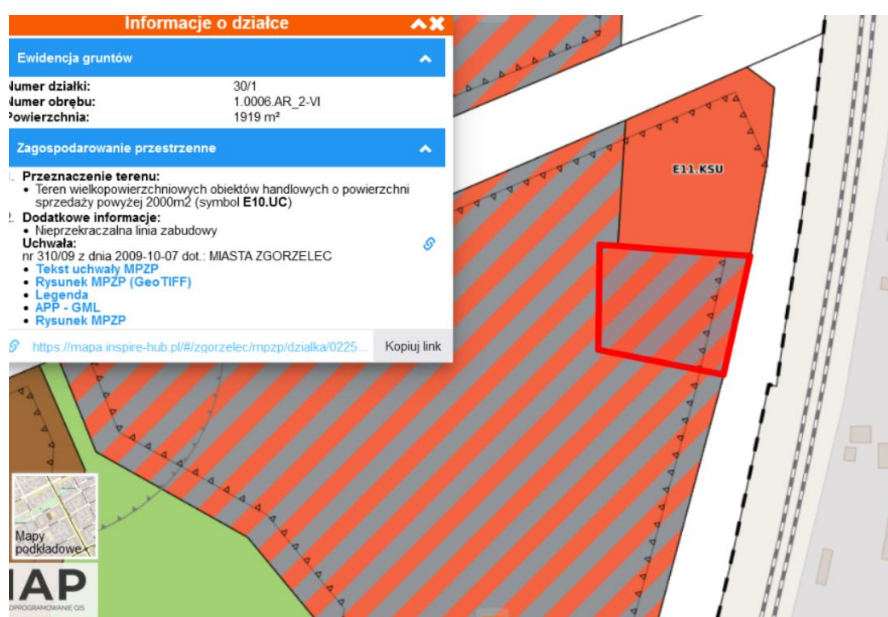 Informacje o działce
Ewidencja gruntów
Numer działki: 30/1
Numer obrębu: 1.0006.AR_2-VI
Powierzchnia: 1919 m²
Zagospodarowanie przestrzenne
1. Przeznaczenie terenu:
• Teren wielkopowierzchniowych obiektów handlowych o powierzchni
sprzedaży powyżej 2000m2 (symbol E10.UC)
2. Dodatkowe informacje:
• Nieprzekraczalna linia zabudowy
Uchwała:
nr 310/09 z dnia 2009-10-07 dot.: MIASTA ZGORZELEC
• Tekst uchwały MPZP
• Rysunek MPZP (GeoTIFF)
• Legenda
• APP - GML
• Rysunek MPZP
https://mapa.inspire-hub.pl/#/zgorzelec/mpzp/dzialka/0225... Kopiuj link
E11.KSU
Mapy
podkładowe
IAP
OPROGRAMOWANIE GIS